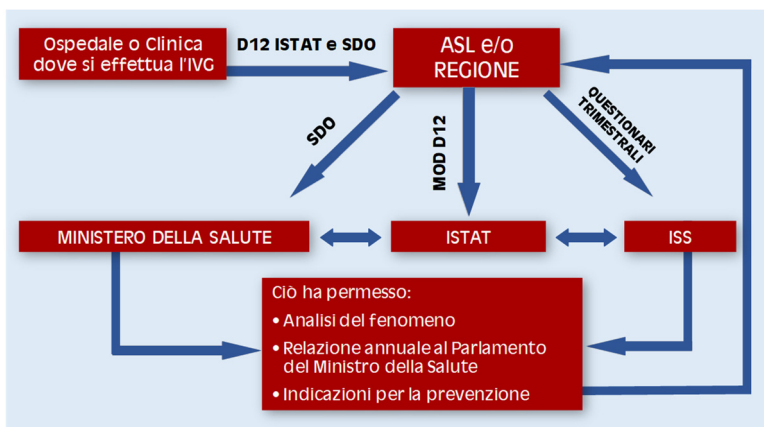 Ospedale o Clinica
dove si effettua l'IVG
D12 ISTAT e SDO
ASL e/o
REGIONE
SDO
MOD D12
QUESTIONARI
TRIMESTRALI
MINISTERO DELLA SALUTE
ISTAT
ISS
Ciò ha permesso:
• Analisi del fenomeno
• Relazione annuale al Parlamento
del Ministro della Salute
• Indicazioni per la prevenzione